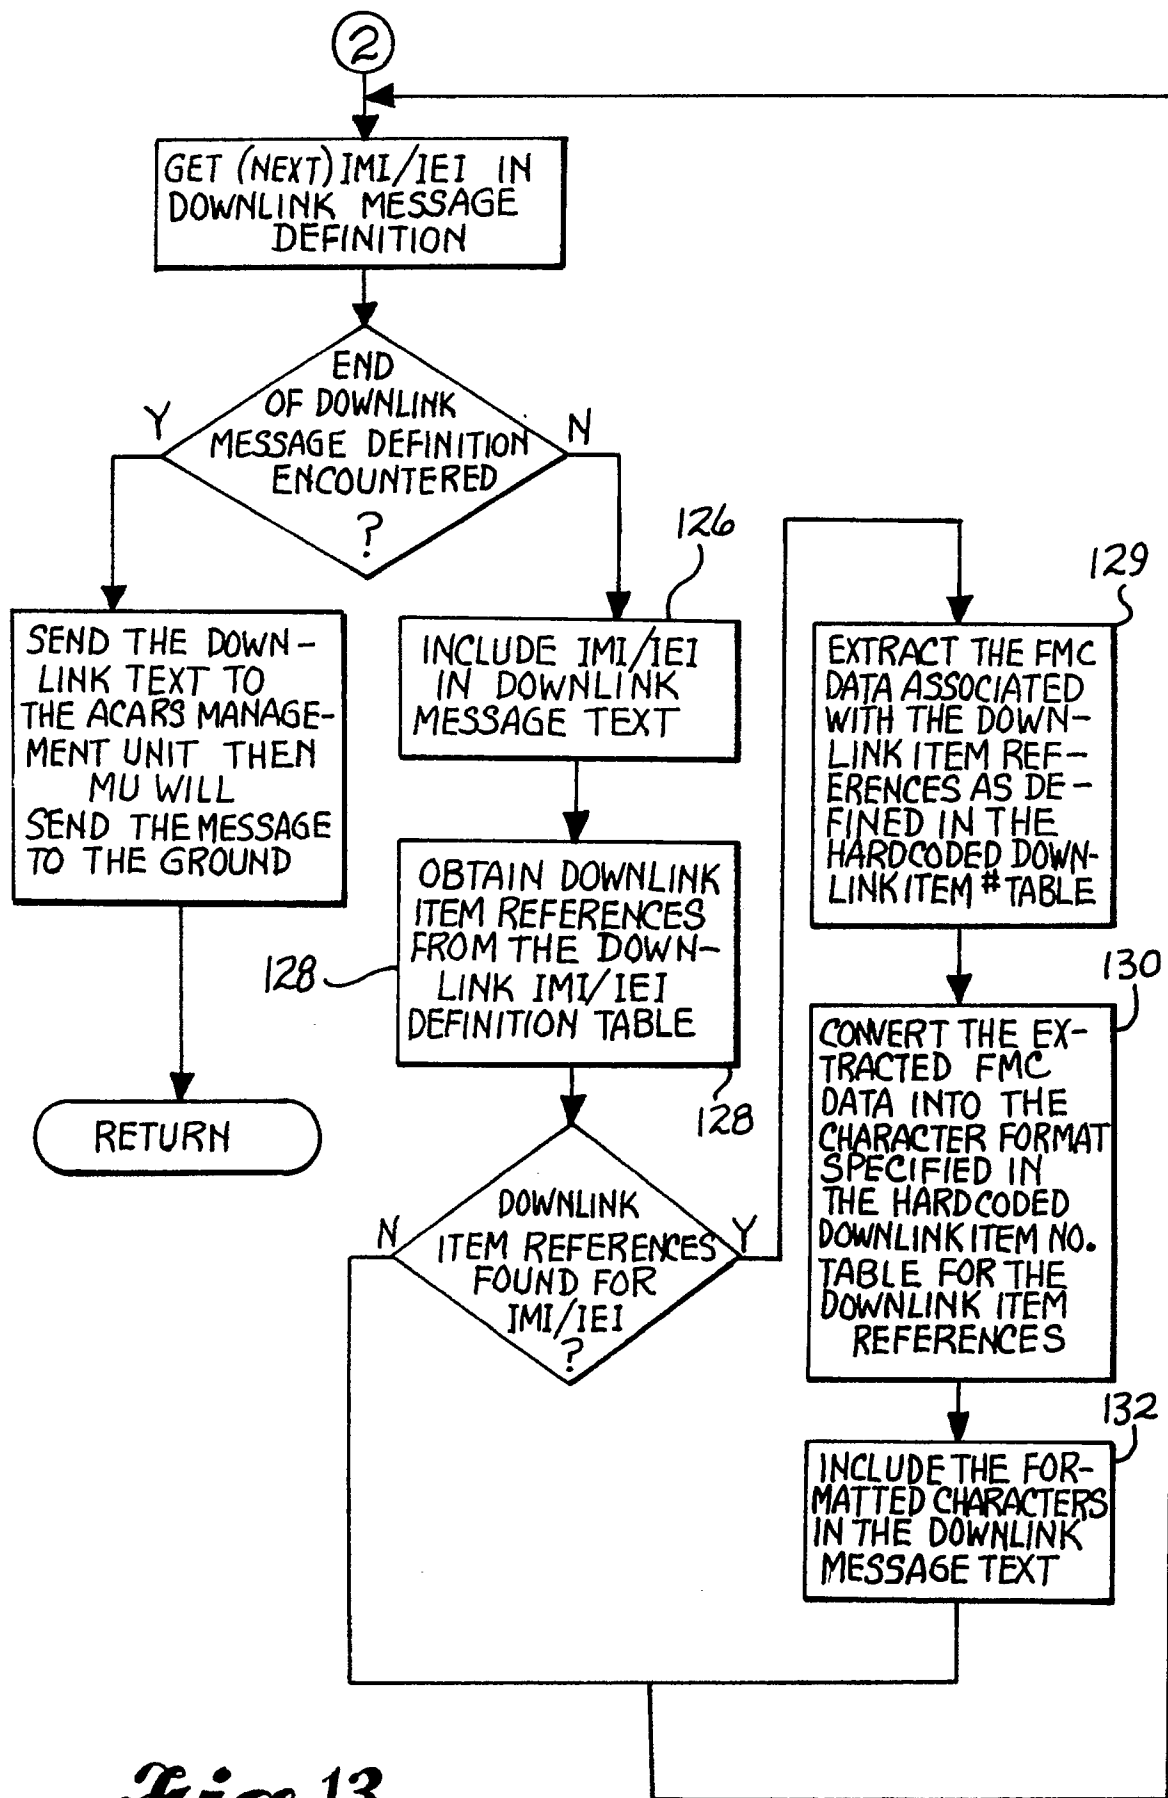 2
GET (NEXT) IMI/IEI IN
DOWNLINK MESSAGE
DEFINITION
END
OF DOWNLINK
MESSAGE DEFINITION
ENCOUNTERED
?
Y
N
SEND THE DOWN-
LINK TEXT TO
THE ACARS MANAGE-
MENT UNIT THEN
MU WILL
SEND THE MESSAGE
TO THE GROUND
RETURN
126
INCLUDE IMI/IEI
IN DOWNLINK
MESSAGE TEXT
128
OBTAIN DOWNLINK
ITEM REFERENCES
FROM THE DOWN-
LINK IMI/IEI
DEFINITION TABLE
128
N
DOWNLINK
ITEM REFERENCES
FOUND FOR
IMI/IEI
?
Y
129
EXTRACT THE FMC
DATA ASSOCIATED
WITH THE DOWN-
LINK ITEM REF-
ERENCES AS DE-
FINED IN THE
HARDCODED DOWN-
LINK ITEM # TABLE
130
CONVERT THE EX-
TRACTED FMC
DATA INTO THE
CHARACTER FORMAT
SPECIFIED IN
THE HARDCODED
DOWNLINK ITEM NO.
TABLE FOR THE
DOWNLINK ITEM
REFERENCES
132
INCLUDE THE FOR-
MATTED CHARACTERS
IN THE DOWNLINK
MESSAGE TEXT
Fig. 13